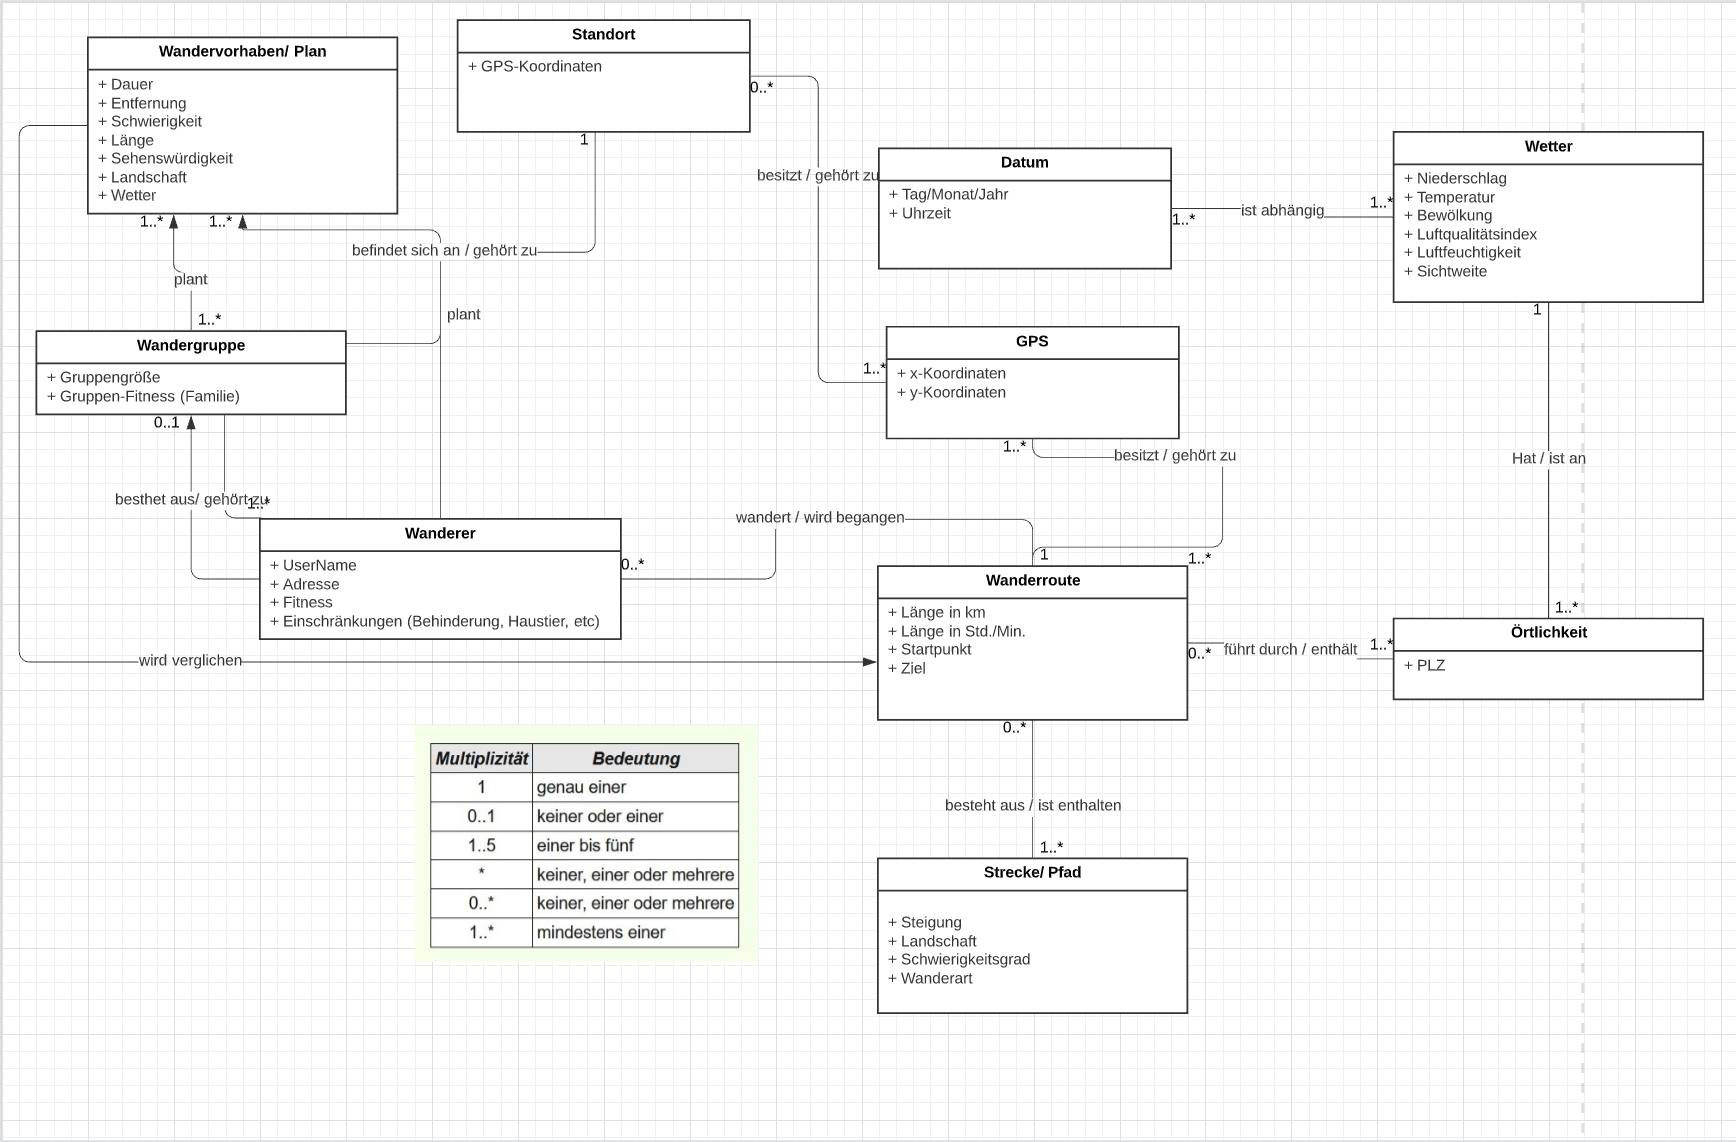 Wandervorhaben/ Plan
+ Dauer
+ Entfernung
+ Schwierigkeit
+ Länge
+ Sehenswürdigkeit
+ Landschaft
+ Wetter
1..*
1..*
Standort
+ GPS-Koordinaten
0..*
1
besitzt / gehört zu
befindet sich an / gehört zu
plant
plant
1..*
Datum
+ Tag/Monat/Jahr
+ Uhrzeit
1..*
ist abhängig
1..*
Wetter
+ Niederschlag
+ Temperatur
+ Bewölkung
+ Luftqualitätsindex
+ Luftfeuchtigkeit
+ Sichtweite
1
Hat / ist an
1..*
Wandergruppe
+ Gruppengröße
+ Gruppen-Fitness (Familie)
0..1
besthet aus/ gehört zu
1..*
GPS
+ x-Koordinaten
+ y-Koordinaten
1..*
1..*
besitzt / gehört zu
1..*
Wanderer
+ UserName
+ Adresse
+ Fitness
+ Einschränkungen (Behinderung, Haustier, etc)
0..*
wandert / wird begangen
1
wird verglichen
Wanderroute
+ Länge in km
+ Länge in Std./Min.
+ Startpunkt
+ Ziel
0..*
führt durch / enthält
1..*
Örtlichkeit
+ PLZ
0..*
besteht aus / ist enthalten
1..*
Strecke/ Pfad
+ Steigung
+ Landschaft
+ Schwierigkeitsgrad
+ Wanderart
Multiplizität Bedeutung
1 genau einer
0..1 keiner oder einer
1..5 einer bis fünf
* keiner, einer oder mehrere
0..* keiner, einer oder mehrere
1..* mindestens einer